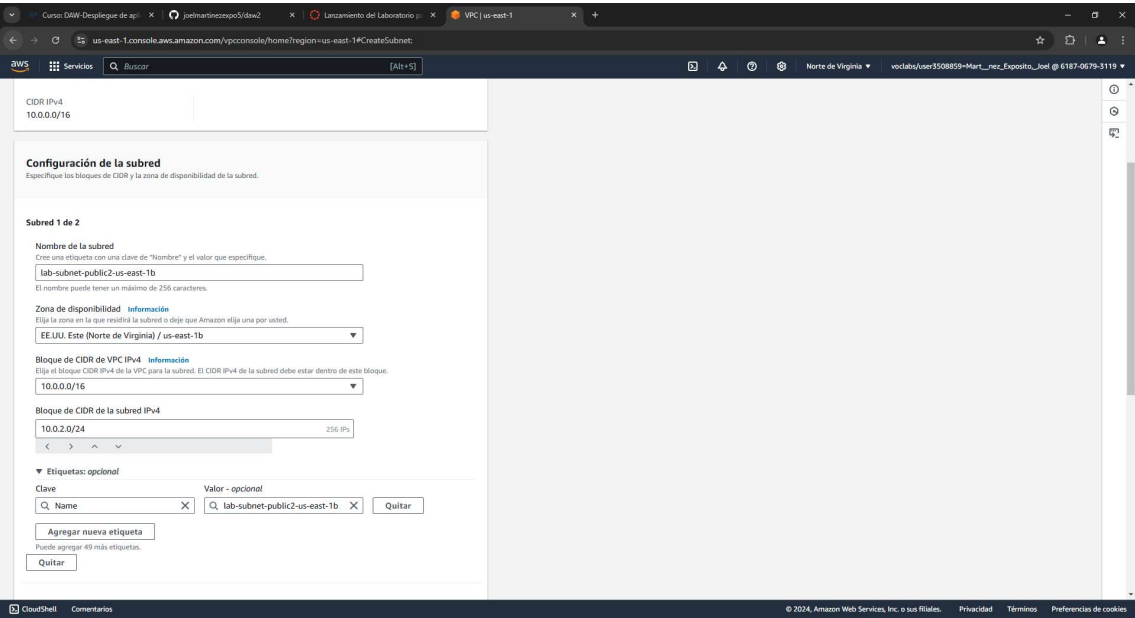 Curso: DAW-Despliegue de apl
joelmartinezexpo5/daw2
Lanzamiento del Laboratorio p
VPC | us-east-1
us-east-1.console.aws.amazon.com/vpcconsole/home?region=us-east-1#CreateSubnet:
aws
Servicios
Buscar
[Alt+S]
Norte de Virginia
voclabs/user3508859=Mart__nez_Exposito,_Joel @ 6187-0679-3119
CIDR IPv4
10.0.0.0/16
Configuración de la subred
Especifique los bloques de CIDR y la zona de disponibilidad de la subred.
Subred 1 de 2
Nombre de la subred
Cree una etiqueta con una clave de "Nombre" y el valor que especifique.
lab-subnet-public2-us-east-1b
El nombre puede tener un máximo de 256 caracteres.
Zona de disponibilidad Información
Elija la zona en la que residirá la subred o deje que Amazon elija una por usted.
EE.UU. Este (Norte de Virginia) / us-east-1b
Bloque de CIDR de VPC IPv4 Información
Elija el bloque CIDR IPv4 de la VPC para la subred. El CIDR IPv4 de la subred debe estar dentro de este bloque.
10.0.0.0/16
Bloque de CIDR de la subred IPv4
10.0.2.0/24 256 IPs
Etiquetas: opcional
Clave Valor - opcional
Name lab-subnet-public2-us-east-1b Quitar
Agregar nueva etiqueta
Puede agregar 49 más etiquetas.
Quitar
CloudShell Comentarios © 2024, Amazon Web Services, Inc. o sus filiales. Privacidad Términos Preferencias de cookies